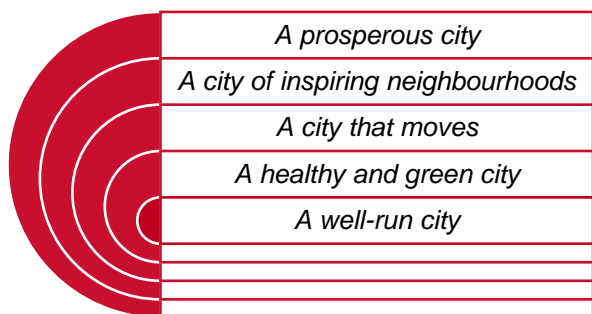 A prosperous city
A city of inspiring neighbourhoods
A city that moves
A healthy and green city
A well-run city